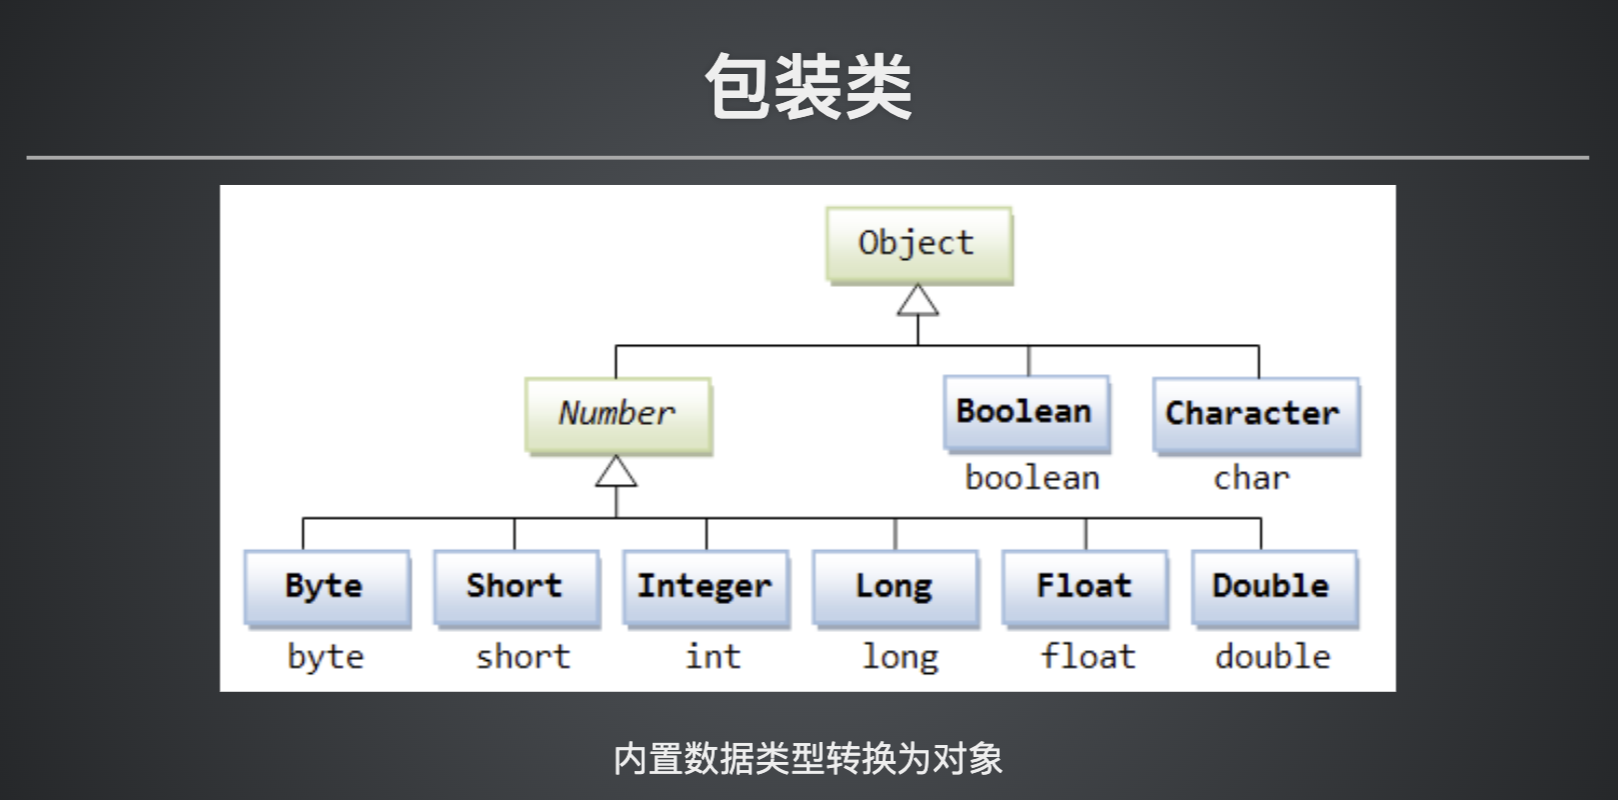 包装类
Object
Number Boolean Character
boolean char
Byte Short Integer Long Float Double
byte short int long float double
内置数据类型转换为对象